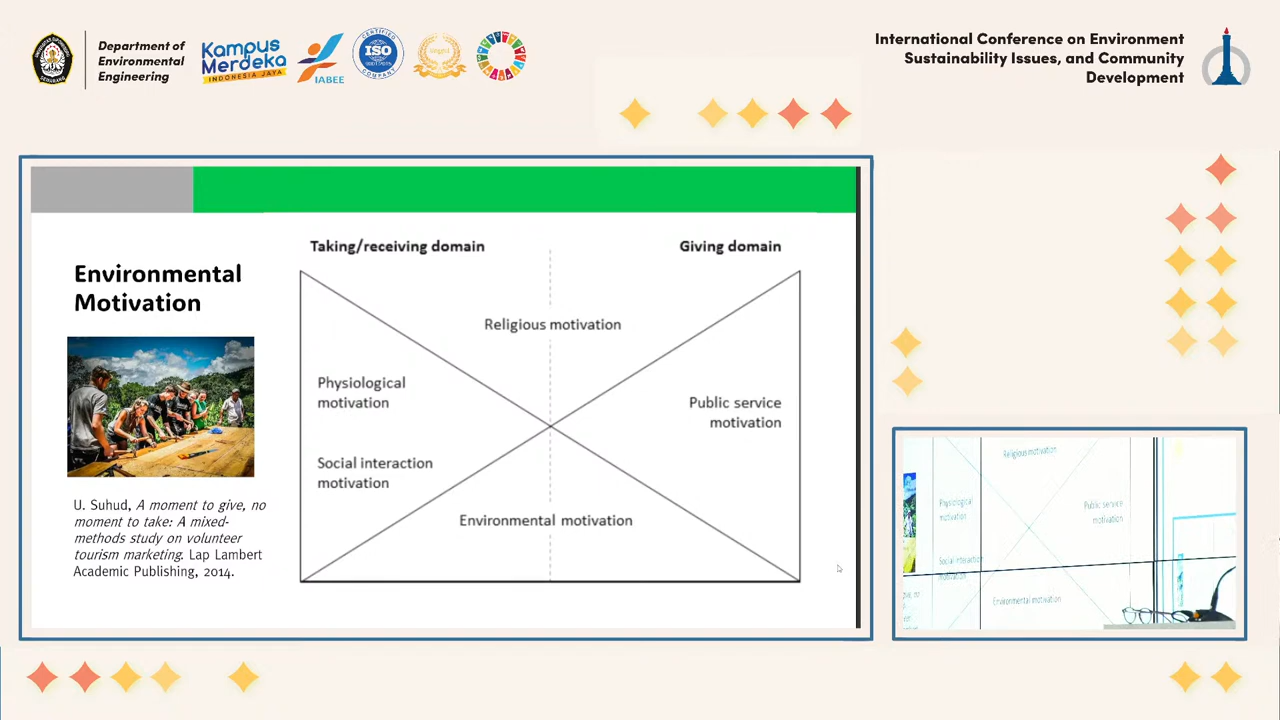 Department of
Environmental
Engineering
Kampus
Merdeka
INDONESIA JAYA
IABEE
CERTIFIED
ISO
COMPANY
International Conference on Environment
Sustainability Issues, and Community
Development
Environmental
Motivation
U. Suhud, A moment to give, no
moment to take: A mixed-
methods study on volunteer
tourism marketing. Lap Lambert
Academic Publishing, 2014.
Taking/receiving domain
Giving domain
Religious motivation
Physiological
motivation
Public service
motivation
Social interaction
motivation
Environmental motivation
Religious motivation
Physiological
motivation
Public service
motivation
Social interaction
motivation
Environmental motivation